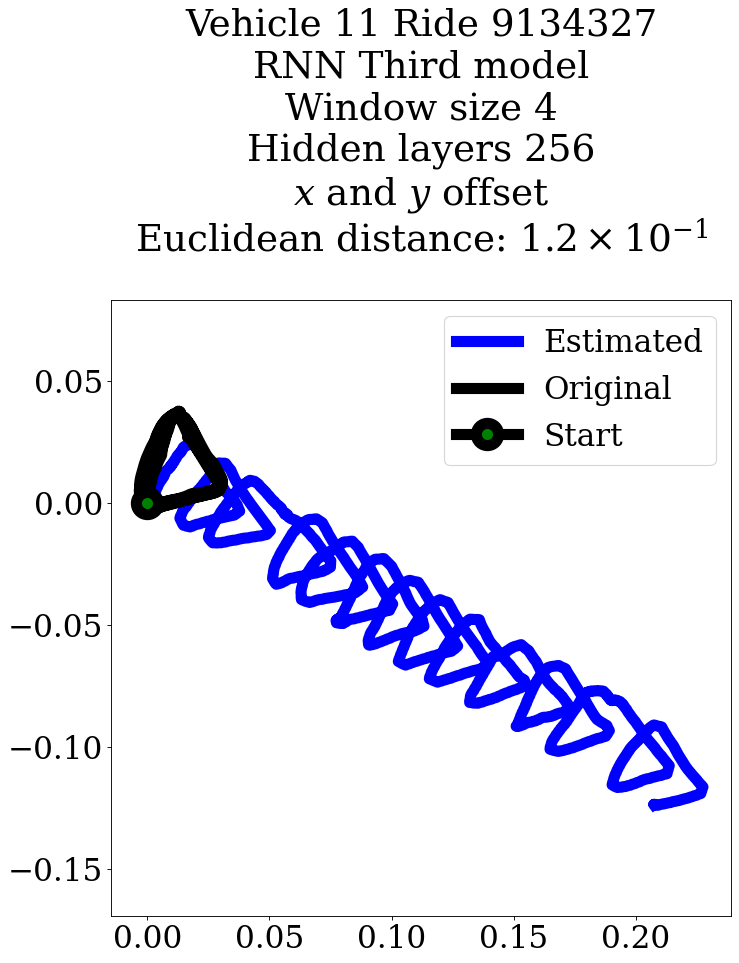 Vehicle 11 Ride 9134327
RNN Third model
Window size 4
Hidden layers 256
x and y offset
Euclidean distance: 1.2 × 10⁻¹
Estimated
Original
Start
0.05
0.00
−0.05
−0.10
−0.15
0.00 0.05 0.10 0.15 0.20